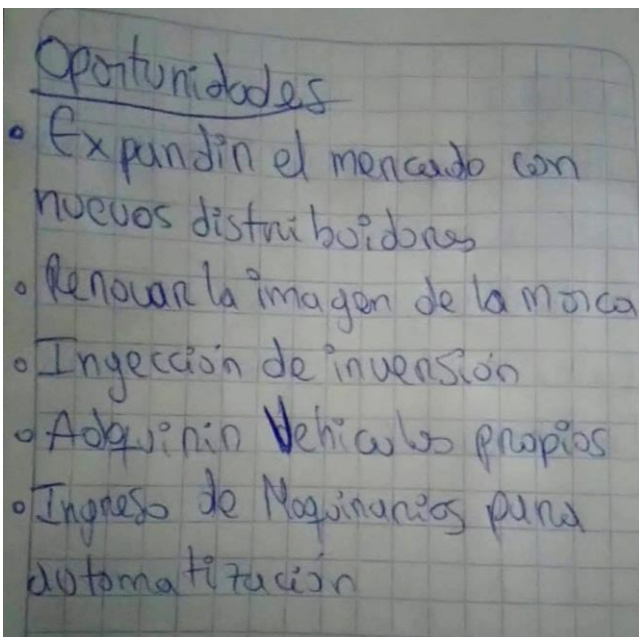 Oportunidades
• Expandir el mercado con
nuevos distribuidores
• Renovar la imagen de la marca
• Ingección de inversión
• Adquirir Vehiculos propios
• Ingreso de Maquinarias para
automatización